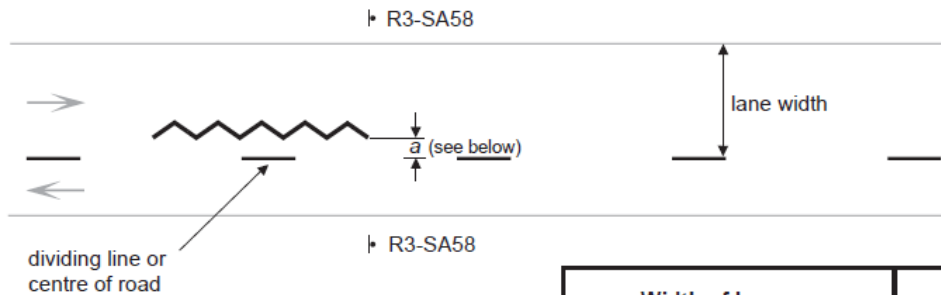 R3-SA58
lane width
a (see below)
R3-SA58
dividing line or
centre of road